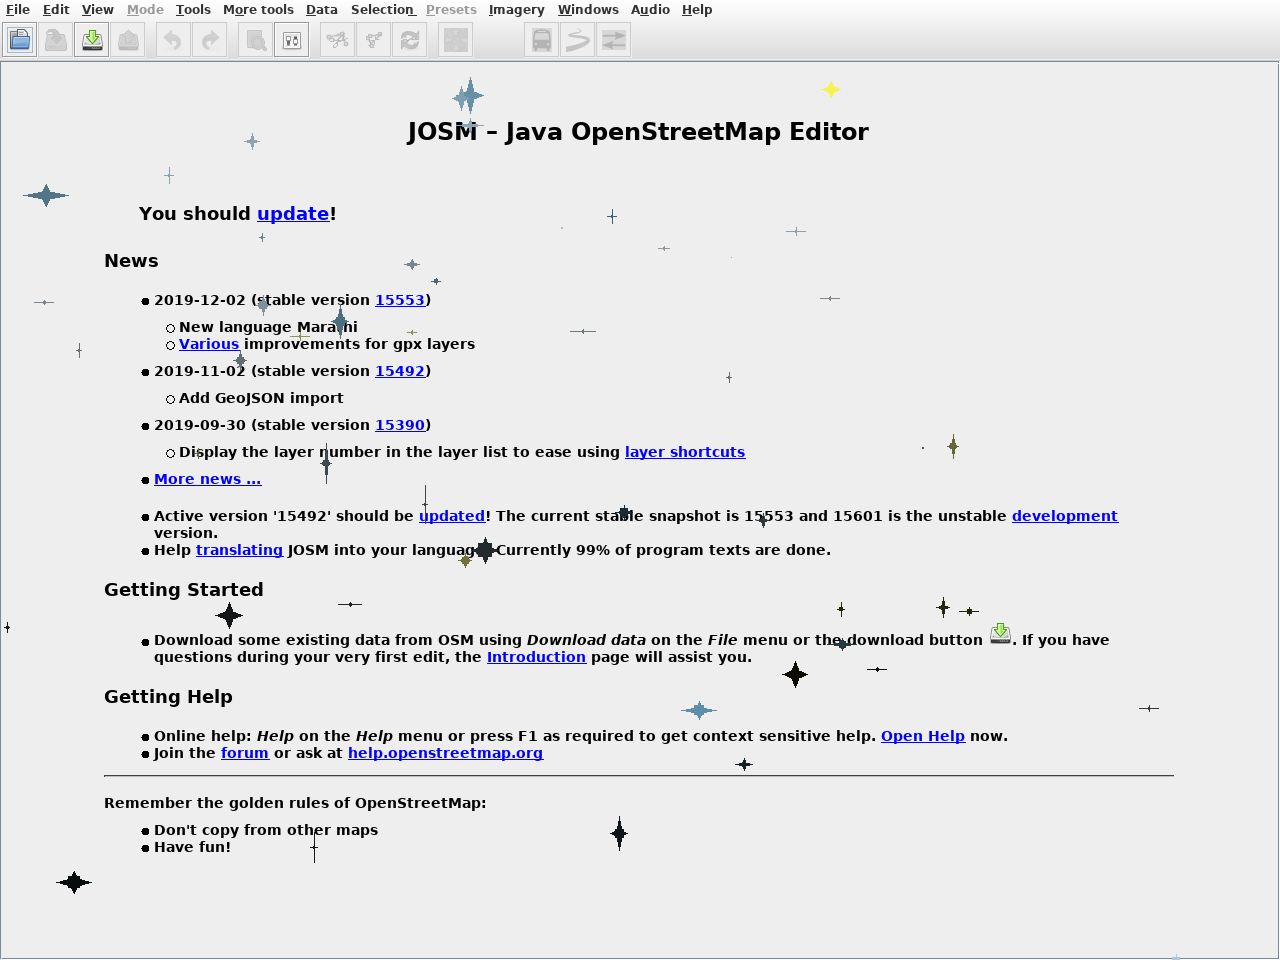 File Edit View Mode Tools More tools Data Selection Presets Imagery Windows Audio Help
JOSM – Java OpenStreetMap Editor
You should update!
News
2019-12-02 (stable version 15553)
New language Marathi
Various improvements for gpx layers
2019-11-02 (stable version 15492)
Add GeoJSON import
2019-09-30 (stable version 15390)
Display the layer number in the layer list to ease using layer shortcuts
More news ...
Active version '15492' should be updated! The current stable snapshot is 15553 and 15601 is the unstable development
version.
Help translating JOSM into your language. Currently 99% of program texts are done.
Getting Started
Download some existing data from OSM using Download data on the File menu or the download button . If you have
questions during your very first edit, the Introduction page will assist you.
Getting Help
Online help: Help on the Help menu or press F1 as required to get context sensitive help. Open Help now.
Join the forum or ask at help.openstreetmap.org
Remember the golden rules of OpenStreetMap:
Don't copy from other maps
Have fun!